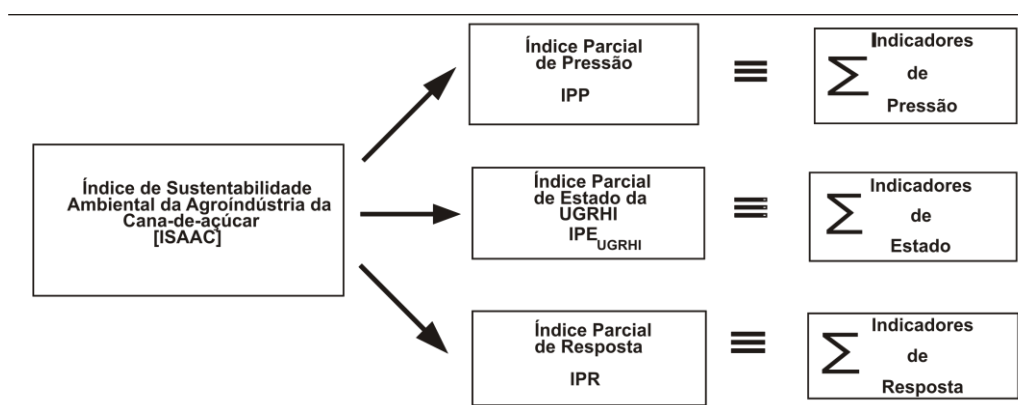 Índice de Sustentabilidade
Ambiental da Agroíndústria da
Cana-de-açúcar
[ISAAC]
Índice Parcial
de Pressão
IPP
≡
∑
Indicadores
de
Pressão
Índice Parcial
de Estado da
UGRHI
IPE UGRHI
≡
∑
Indicadores
de
Estado
Índice Parcial
de Resposta
IPR
≡
∑
Indicadores
de
Resposta